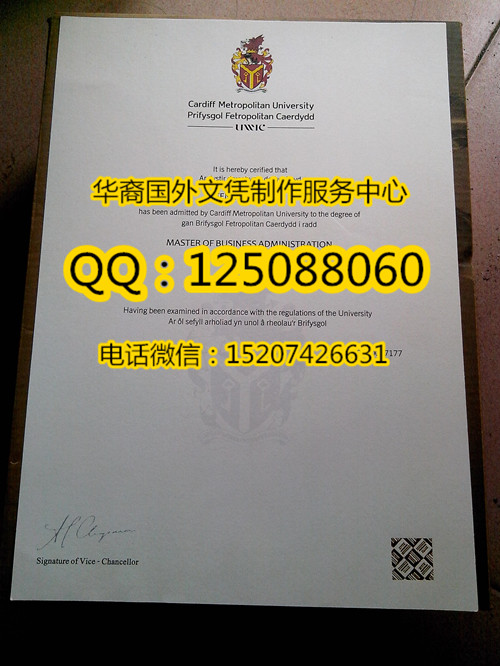 Cardiff Metropolitan University
Prifysgol Fetropolitan Caerdydd
UWIC
It is hereby cerified that
华裔国外文凭制作服务中心
has been admitted by Cardiff Metropolitan University to the degree of
gan Brifysgol Fetropolitan Caerdydd i radd
MASTER OF BUSINESS ADMINISTRATION
QQ：125088060
Having been examined in accordance with the regulations of the University
Ar ôl sefyll arholiad yn unol â rheolau'r Brifysgol
电话微信：15207426631
7177
Signature of Vice - Chancellor